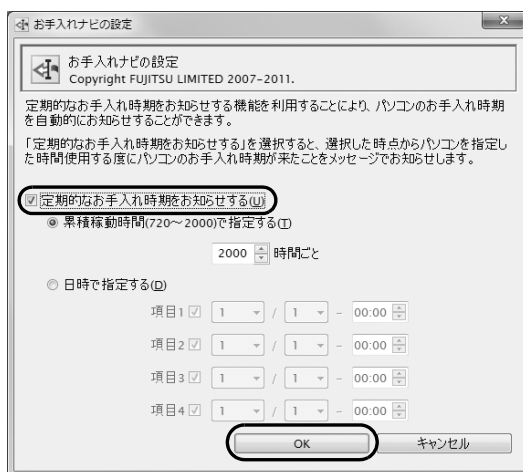 お手入れナビの設定
お手入れナビの設定
Copyright FUJITSU LIMITED 2007-2011.
定期的なお手入れ時期をお知らせする機能を利用することにより、パソコンのお手入れ時期
を自動的にお知らせすることができます。
「定期的なお手入れ時期をお知らせする」を選択すると、選択した時点からパソコンを指定し
た時間使用する度にパソコンのお手入れ時期が来たことをメッセージでお知らせします。
定期的なお手入れ時期をお知らせする(U)
累積稼動時間(720～2000)で指定する(T)
2000 時間ごと
日時で指定する(D)
項目1 1 / 1 - 00:00
項目2 1 / 1 - 00:00
項目3 1 / 1 - 00:00
項目4 1 / 1 - 00:00
OK キャンセル